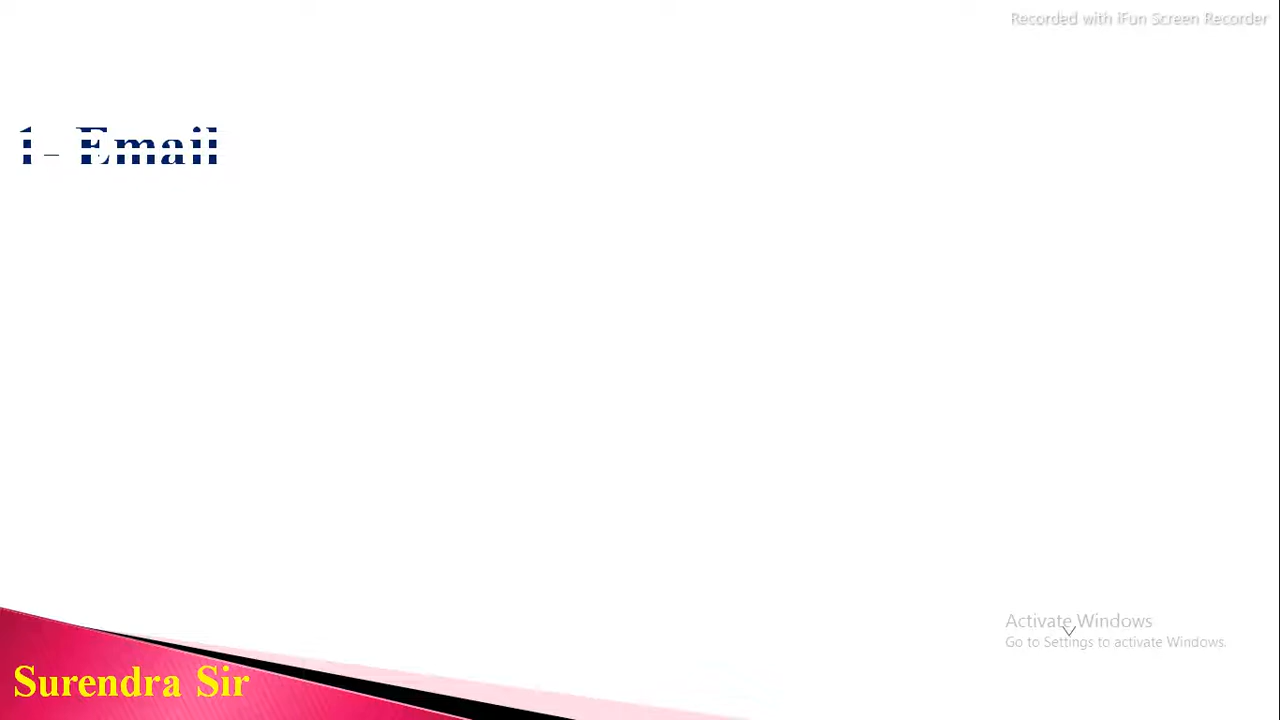 Recorded with iFun Screen Recorder
1- Email
Activate Windows
Go to Settings to activate Windows.
Surendra Sir